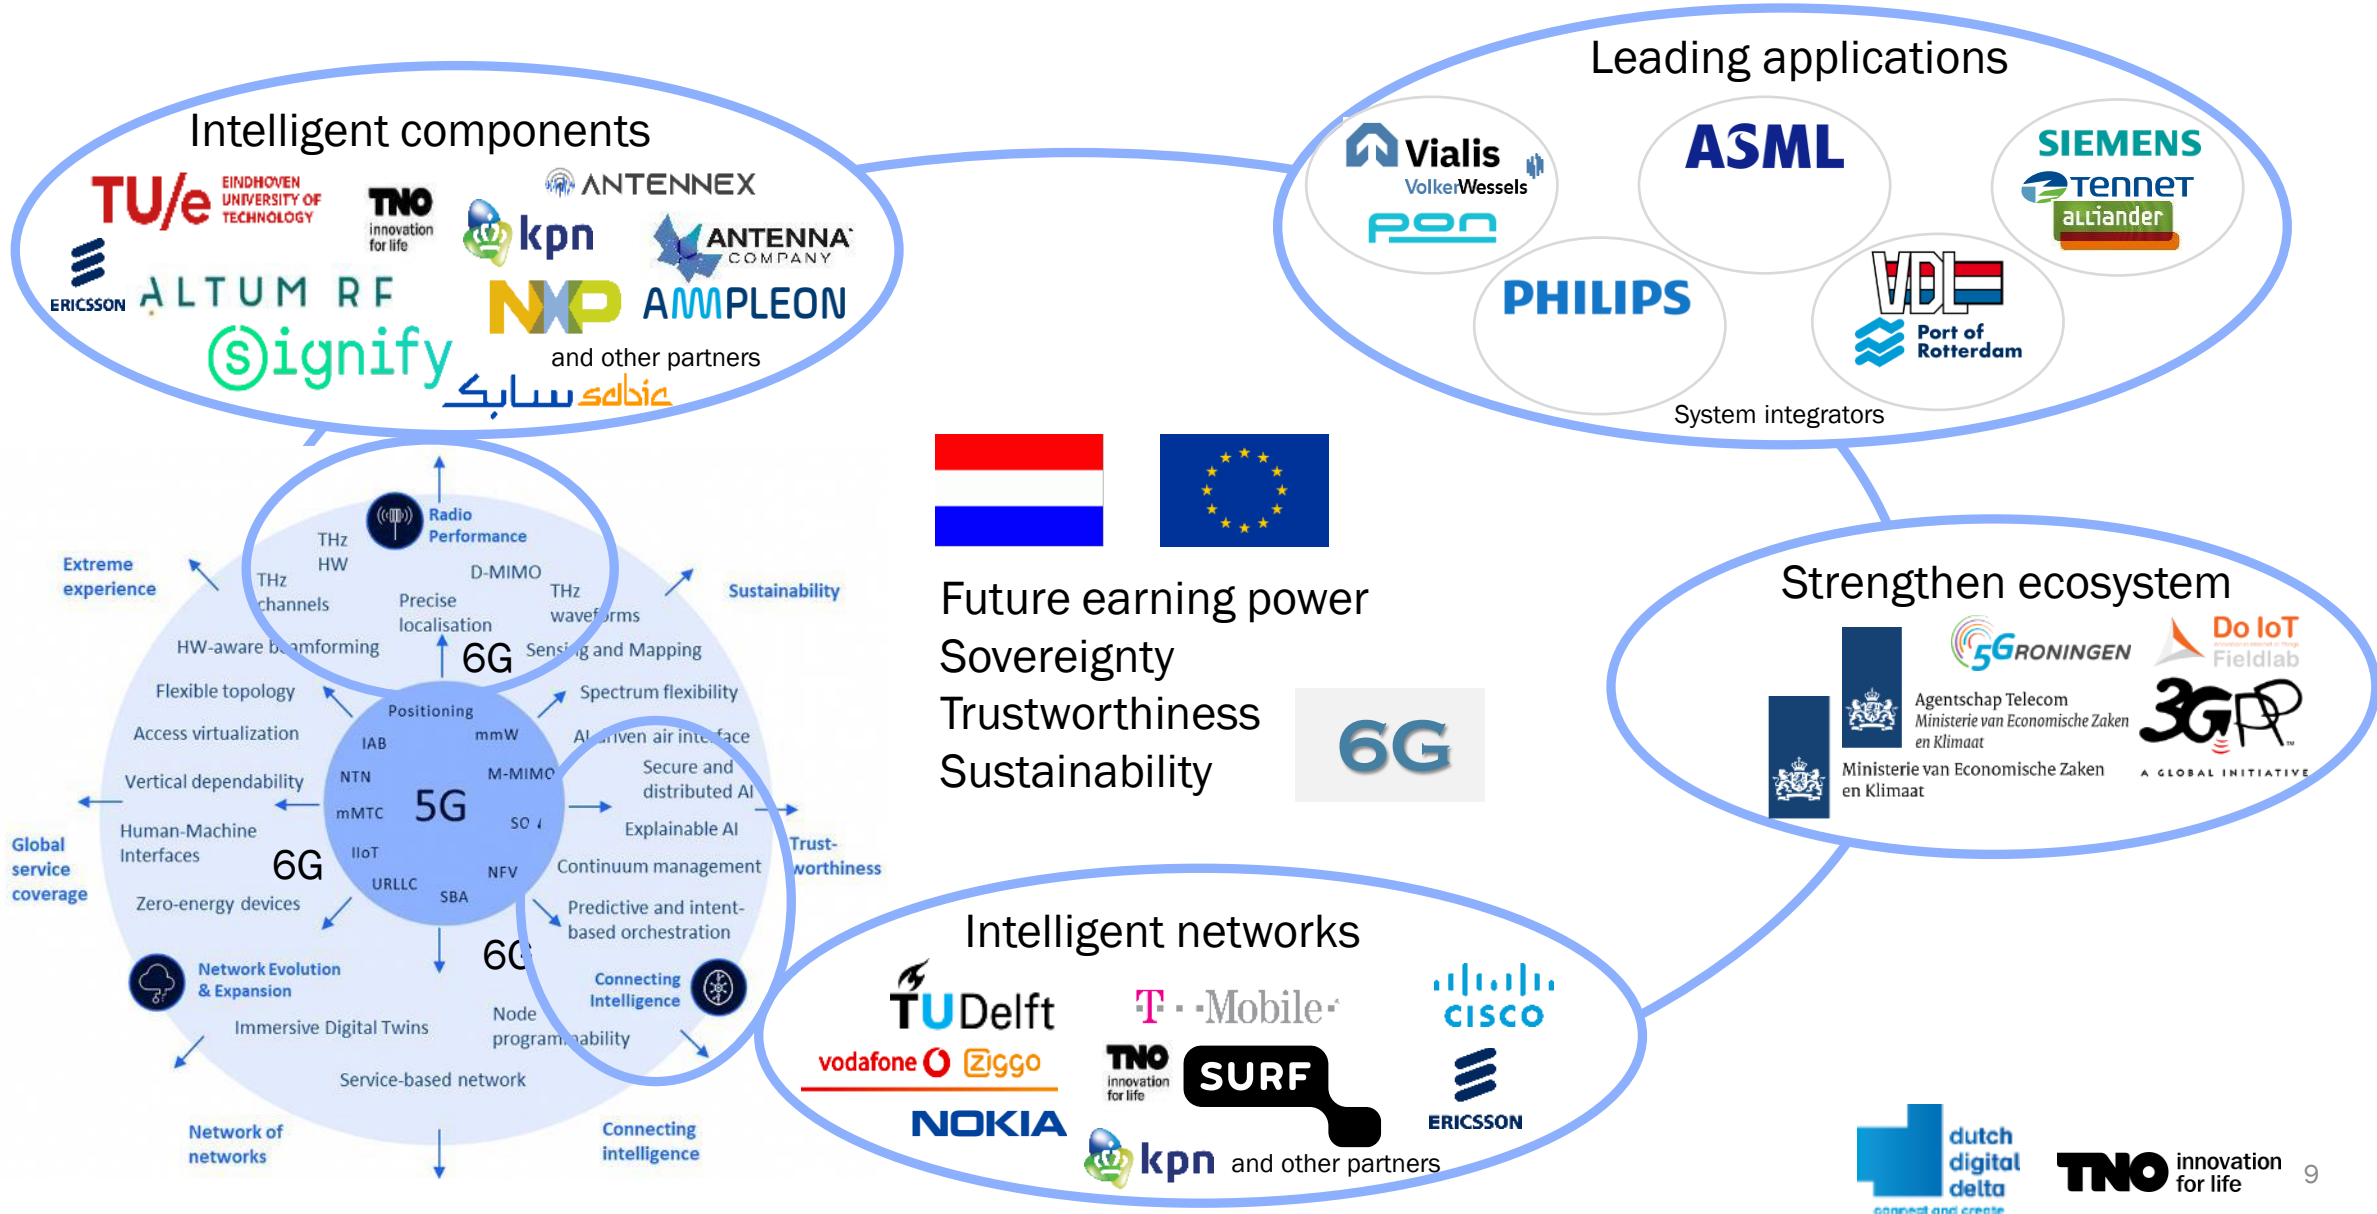 Intelligent components
TU/e EINDHOVEN
UNIVERSITY OF
TECHNOLOGY
TNO
innovation
for life
ANTENNEX
kpn
ANTENNA
COMPANY
ERICSSON
ALTUM RF
NXP
AMPLEON
signify
and other partners
سابك sabic
Leading applications
Vialis
VolkerWessels
pon
ASML
SIEMENS
TenneT
alliander
PHILIPS
VDL
Port of
Rotterdam
System integrators
Radio
Performance
THz
HW
THz
channels
D-MIMO
THz
waveforms
Precise
localisation
Extreme
experience
Sustainability
HW-aware beamforming
6G
Sensing and Mapping
Flexible topology
Spectrum flexibility
Positioning
Access virtualization
IAB
mmW
AI-driven air interface
NTN
M-MIMO
Secure and
distributed AI
Vertical dependability
mMTC
5G
Explainable AI
Human-Machine
Interfaces
Global
service
coverage
6G
IIoT
NFV
Continuum management
Trust-
worthiness
URLLC
SBA
Zero-energy devices
Predictive and intent-
based orchestration
6G
Network Evolution
& Expansion
Connecting
Intelligence
Immersive Digital Twins
Node
programmability
Service-based network
Network of
networks
Connecting
intelligence
Future earning power
Sovereignty
Trustworthiness
Sustainability
6G
Strengthen ecosystem
5GRONINGEN
Do IoT
Fieldlab
Agentschap Telecom
Ministerie van Economische Zaken
en Klimaat
3GPP
A GLOBAL INITIATIVE
Ministerie van Economische Zaken
en Klimaat
Intelligent networks
TU Delft
T · · Mobile ·
CISCO
vodafone ziggo
TNO
innovation
for life
SURF
ERICSSON
NOKIA
kpn
and other partners
dutch
digital
delta
connect and create
TNO innovation
for life
9